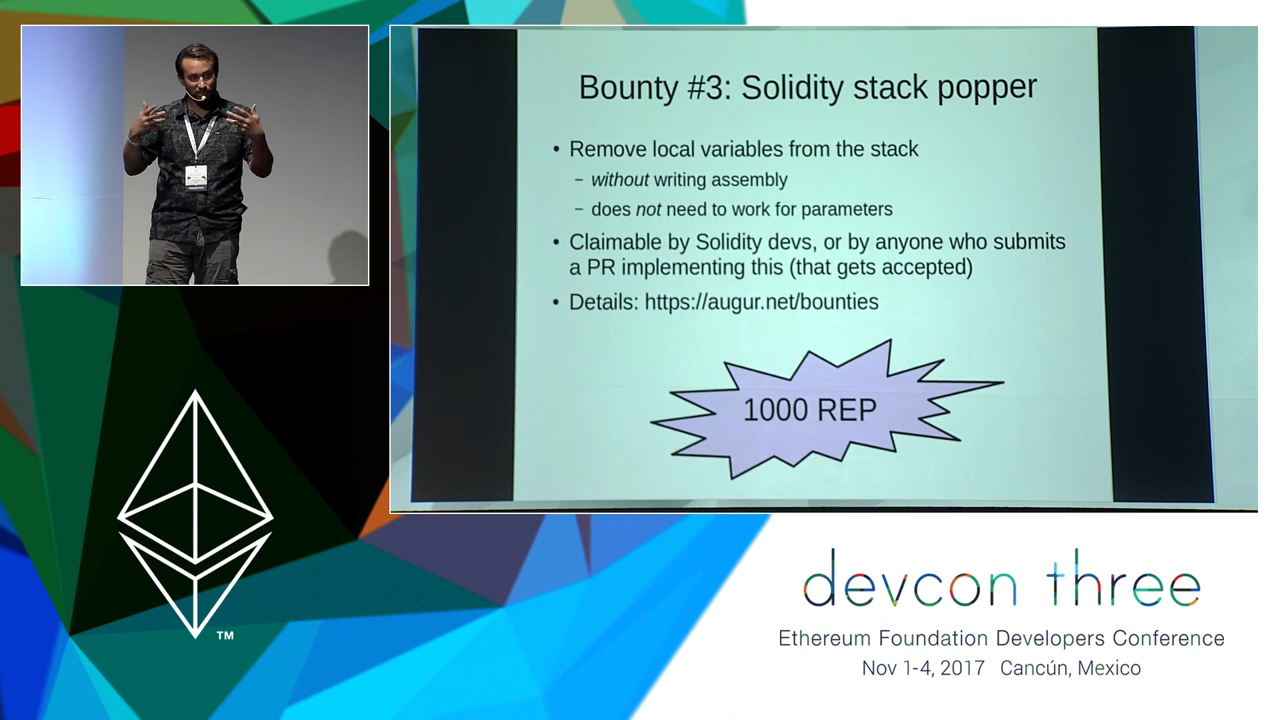 Bounty #3: Solidity stack popper
• Remove local variables from the stack
– without writing assembly
– does not need to work for parameters
• Claimable by Solidity devs, or by anyone who submits
a PR implementing this (that gets accepted)
• Details: https://augur.net/bounties
1000 REP
TM
devcon three
Ethereum Foundation Developers Conference
Nov 1-4, 2017 Cancún, Mexico